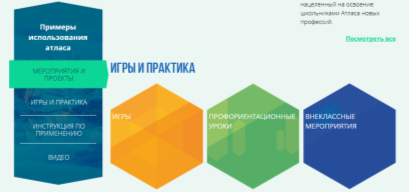 нацеленный на освоение
школьниками Атласа новых
профессий.
Посмотреть все
Примеры
использования
атласа
МЕРОПРИЯТИЯ И
ПРОЕКТЫ
ИГРЫ И ПРАКТИКА
ИНСТРУКЦИЯ ПО
ПРИМЕНЕНИЮ
ВИДЕО
ИГРЫ И ПРАКТИКА
ИГРЫ
ПРОФОРИЕНТАЦИОННЫЕ
УРОКИ
ВНЕКЛАССНЫЕ
МЕРОПРИЯТИЯ